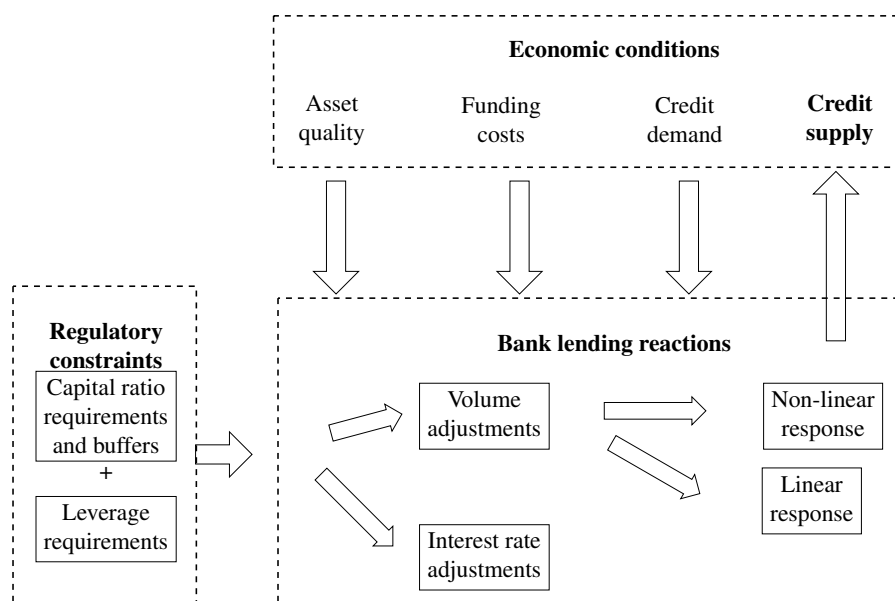 Economic conditions
Asset
quality
Funding
costs
Credit
demand
Credit
supply
Regulatory
constraints
Capital ratio
requirements
and buffers
+
Leverage
requirements
Bank lending reactions
Volume
adjustments
Interest rate
adjustments
Non-linear
response
Linear
response